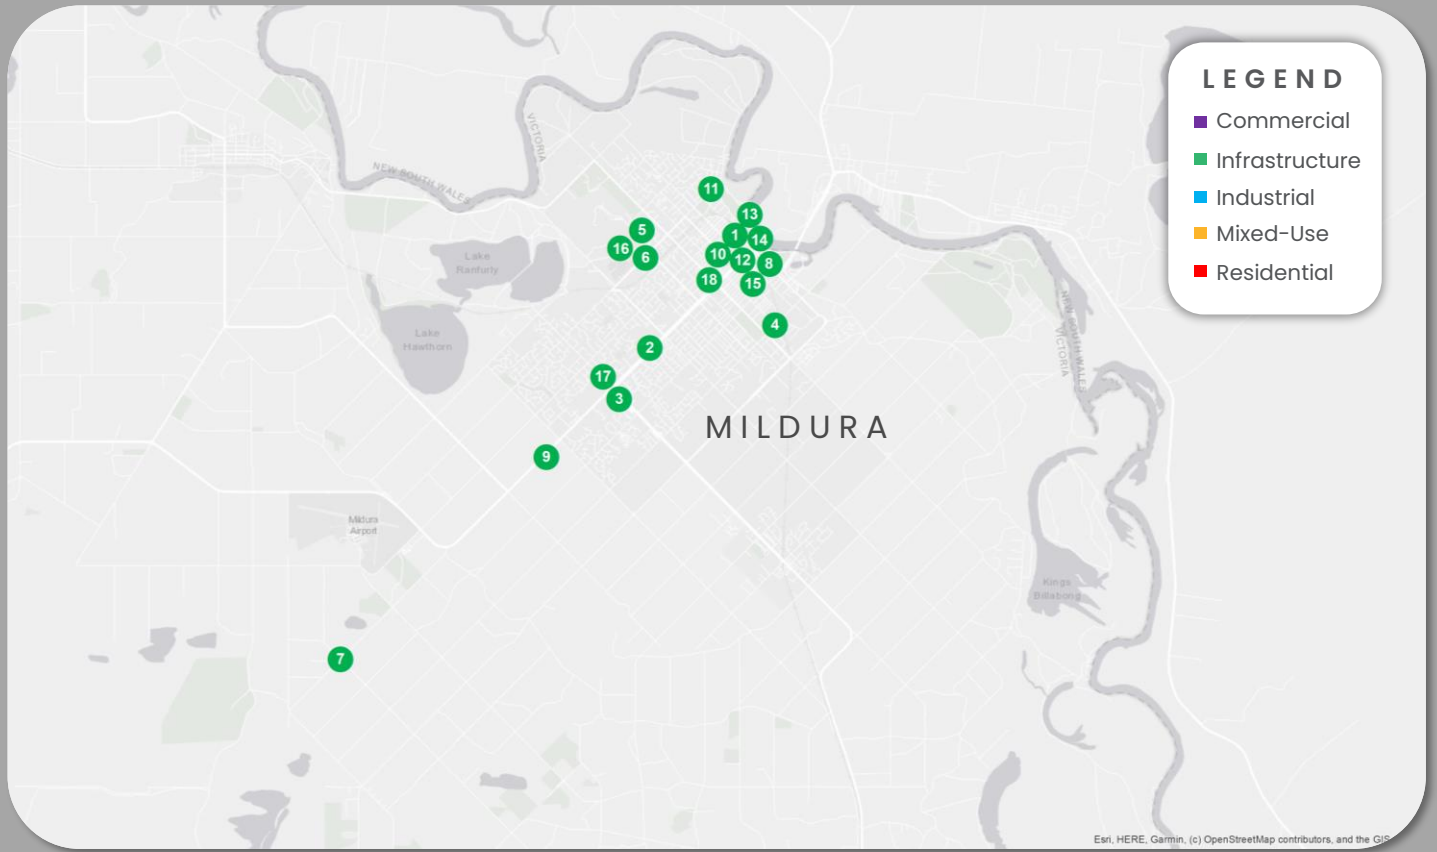 LEGEND
Commercial
Infrastructure
Industrial
Mixed-Use
Residential
VICTORIA
NEW SOUTH WALES
11
13
5
1
14
16
6
10
12
8
Lake
Ranfurly
18
15
NEW SOUTH WALES
VICTORIA
4
Lake
Hawthorn
2
17
3
MILDURA
9
Mildura
Airport
Kings
Billabong
7
Esri, HERE, Garmin, (c) OpenStreetMap contributors, and the GIS